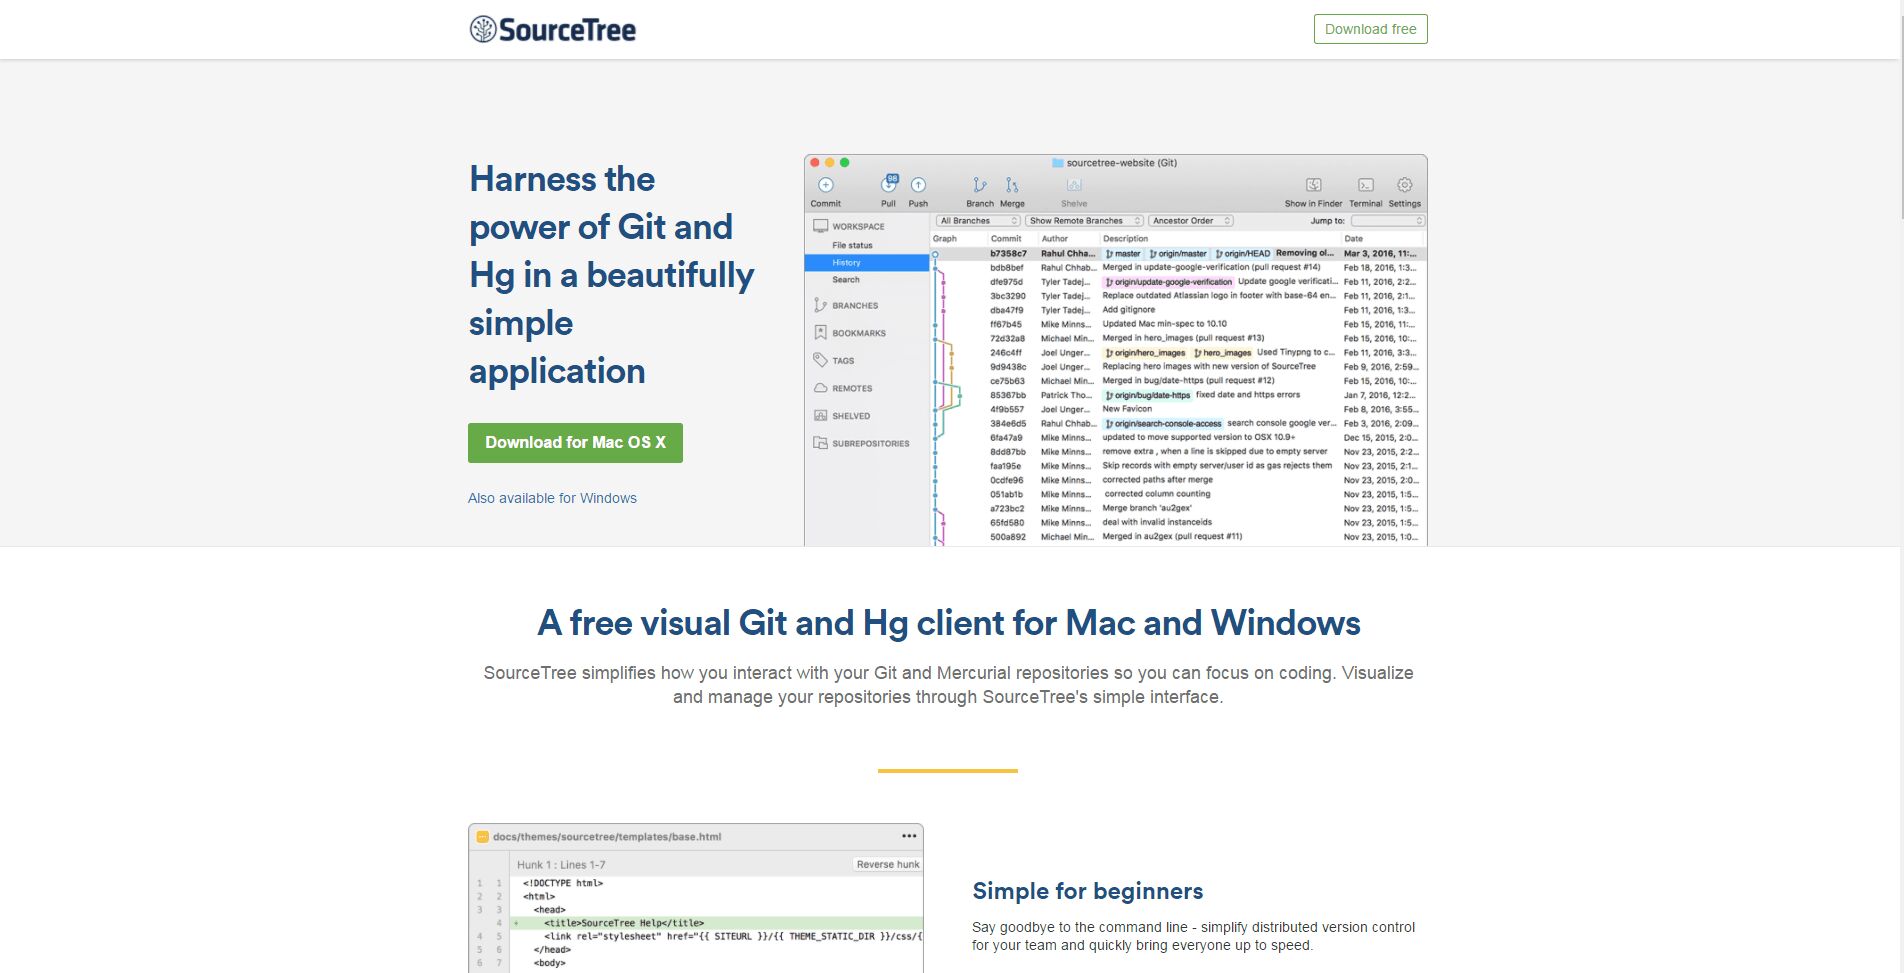 SourceTree
Download free
Harness the
power of Git and
Hg in a beautifully
simple
application
Download for Mac OS X
Also available for Windows
sourcetree-website (Git)
98
Commit Pull Push Branch Merge Shelve Show in Finder Terminal Settings
WORKSPACE
File status
History
Search
BRANCHES
BOOKMARKS
TAGS
REMOTES
SHELVED
SUBREPOSITORIES
All Branches Show Remote Branches Ancestor Order Jump to:
Graph Commit Author Description Date
b7358c7 Rahul Chha... master origin/master origin/HEAD Removing ol... Mar 3, 2016, 11:...
bdb8bef Rahul Chhab... Merged in update-google-verification (pull request #14) Feb 18, 2016, 1:3...
dfe975d Tyler Tadej... origin/update-google-verification Update google verificati... Feb 11, 2016, 2:2...
3bc3290 Tyler Tadej... Replace outdated Atlassian logo in footer with base-64 en... Feb 11, 2016, 2:1...
dba47f9 Tyler Tadej... Add gitignore Feb 11, 2016, 1:3...
ff67b45 Mike Minns... Updated Mac min-spec to 10.10 Feb 15, 2016, 11:...
72d32a8 Michael Min... Merged in hero_images (pull request #13) Feb 15, 2016, 10:...
246c4ff Joel Unger... origin/hero_images hero_images Used Tinypng to c... Feb 11, 2016, 3:3...
9d9438c Joel Unger... Replacing hero images with new version of SourceTree Feb 9, 2016, 2:59...
ce75b63 Michael Min... Merged in bug/date-https (pull request #12) Feb 15, 2016, 10:...
85367bb Patrick Tho... origin/bug/date-https fixed date and https errors Jan 7, 2016, 12:2...
4f9b557 Joel Unger... New Favicon Feb 8, 2016, 3:55...
384e6d5 Rahul Chhab... origin/search-console-access search console google ver... Feb 3, 2016, 2:09...
6fa47a9 Mike Minns... updated to move supported version to OSX 10.9+ Dec 15, 2015, 2:0...
8dd87bb Mike Minns... remove extra , when a line is skipped due to empty server Nov 23, 2015, 2:2...
faa195e Mike Minns... Skip records with empty server/user id as gas rejects them Nov 23, 2015, 2:1...
0cdfe96 Mike Minns... corrected paths after merge Nov 23, 2015, 2:0...
051ab1b Mike Minns... corrected column counting Nov 23, 2015, 1:5...
a723bc2 Mike Minns... Merge branch 'au2gex' Nov 23, 2015, 1:5...
65fd580 Mike Minns... deal with invalid instanceids Nov 23, 2015, 1:5...
500a892 Michael Min... Merged in au2gex (pull request #11) Nov 23, 2015, 1:0...
A free visual Git and Hg client for Mac and Windows
SourceTree simplifies how you interact with your Git and Mercurial repositories so you can focus on coding. Visualize
and manage your repositories through SourceTree's simple interface.
docs/themes/sourcetree/templates/base.html
Hunk 1 : Lines 1-7 Reverse hunk
1 1 <!DOCTYPE html>
2 2 <html>
3 3 <head>
4 + <title>SourceTree Help</title>
4 5 <link rel="stylesheet" href="{{ SITEURL }}/{{ THEME_STATIC_DIR }}/css/{
5 6 </head>
6 7 <body>
Simple for beginners
Say goodbye to the command line - simplify distributed version control
for your team and quickly bring everyone up to speed.